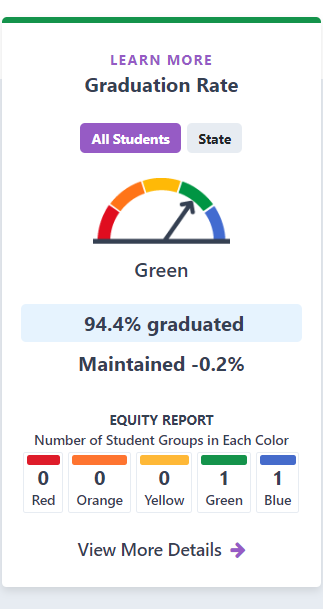 LEARN MORE
Graduation Rate
All Students State
Green
94.4% graduated
Maintained -0.2%
EQUITY REPORT
Number of Student Groups in Each Color
0 0 0 1 1
Red Orange Yellow Green Blue
View More Details